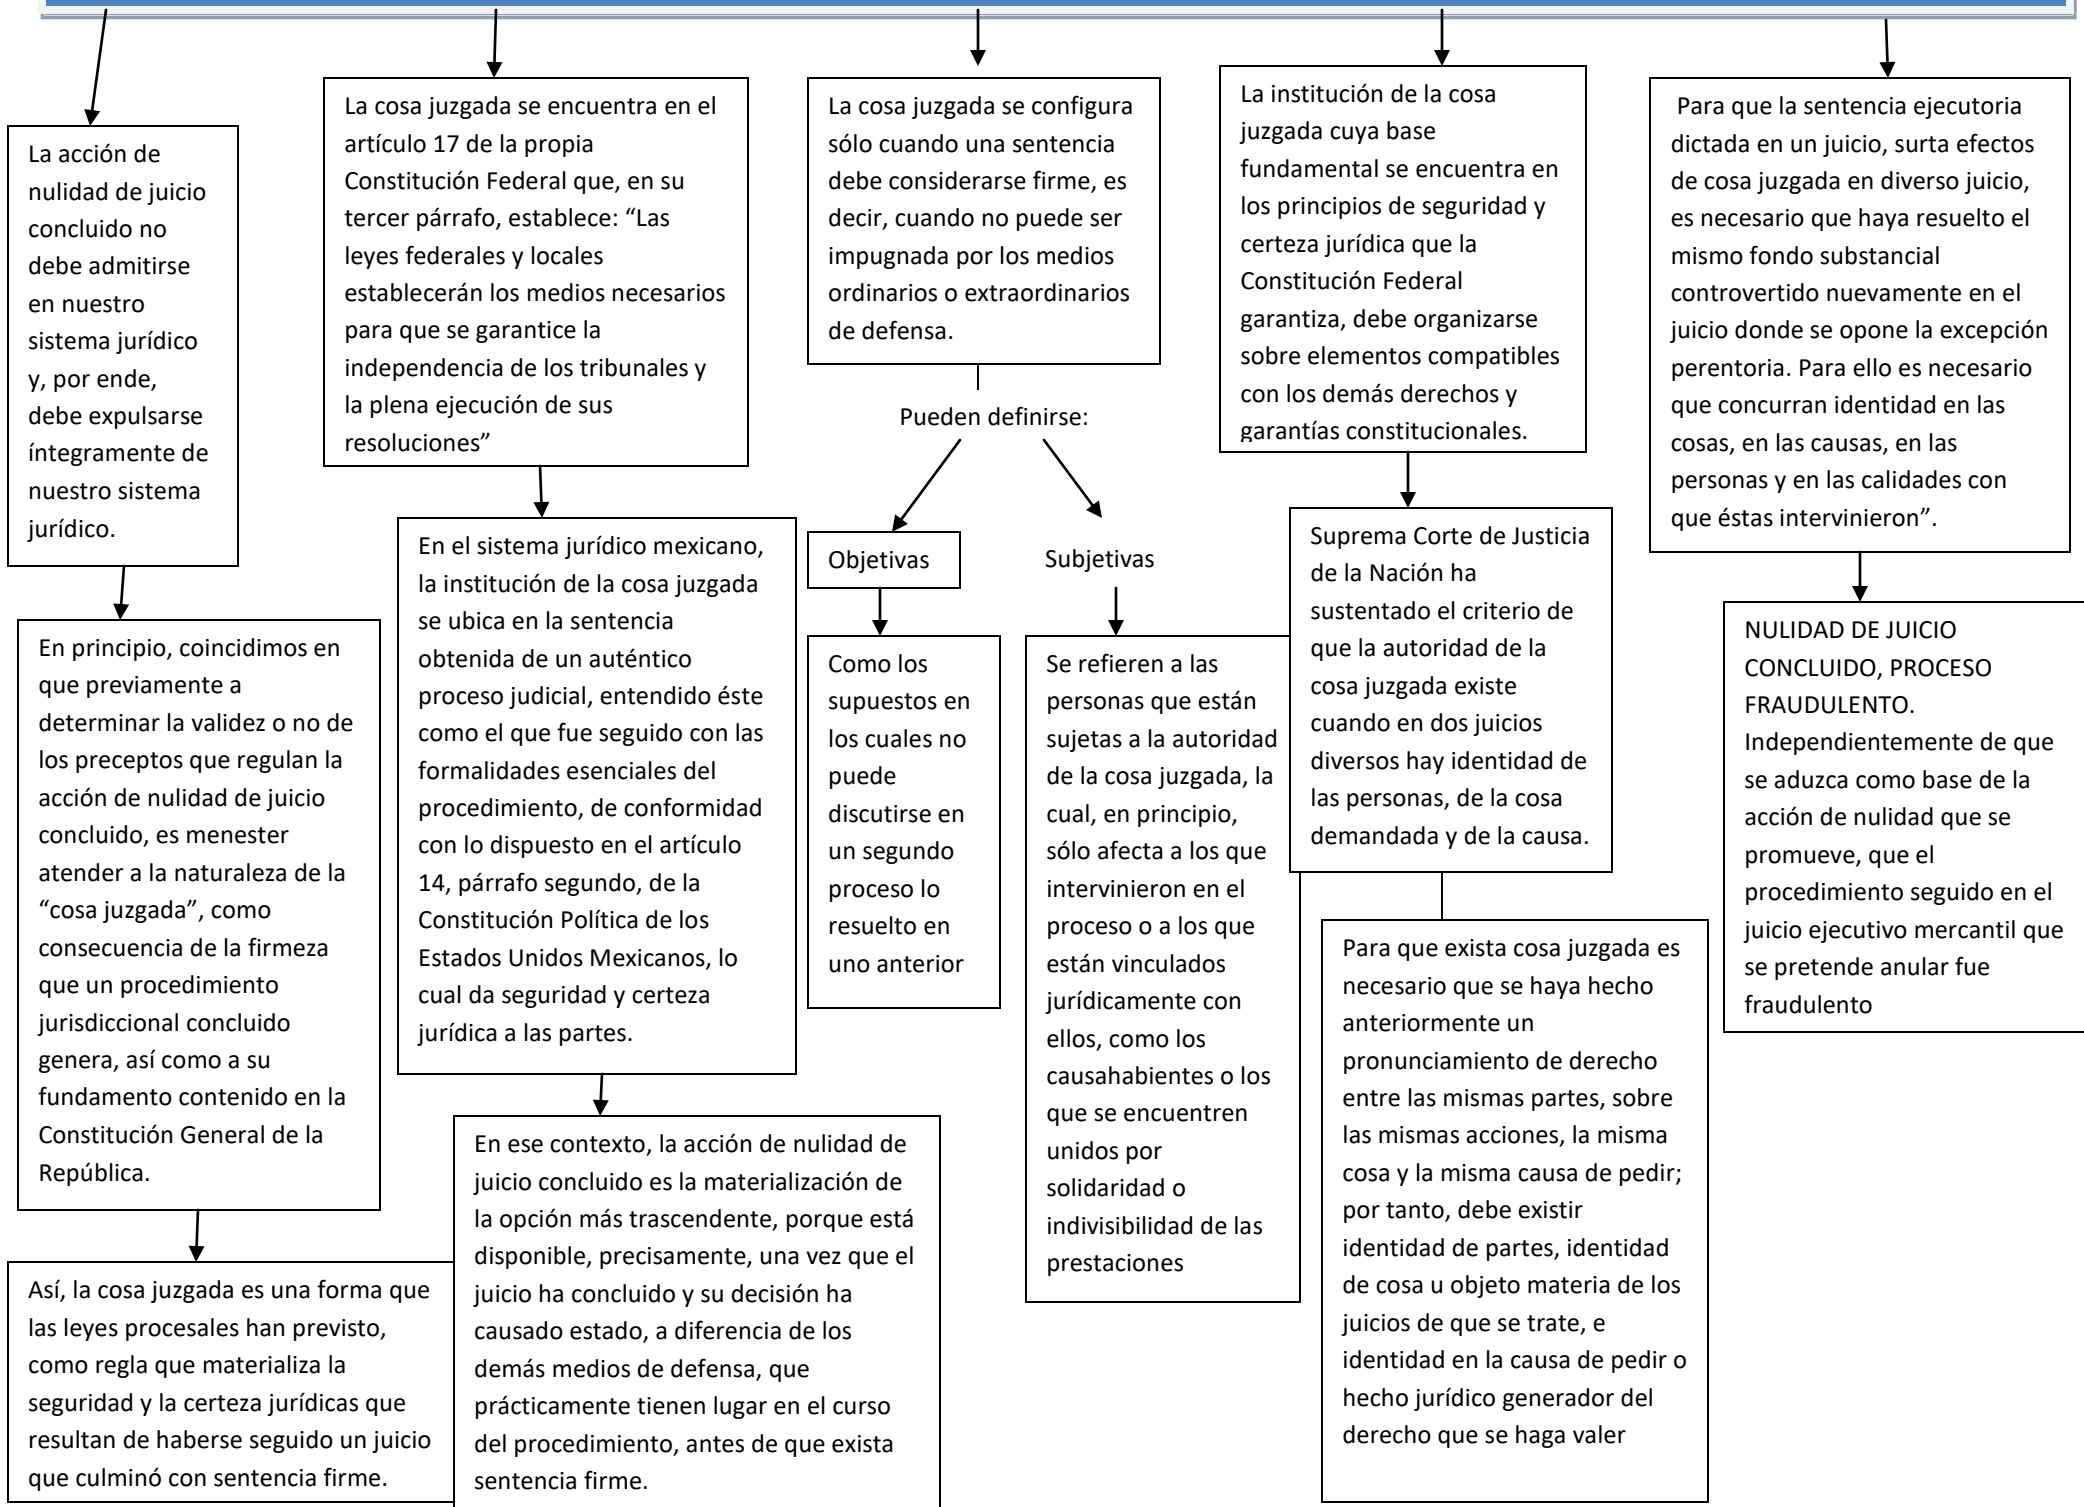 La acción de
nulidad de juicio
concluido no
debe admitirse
en nuestro
sistema jurídico
y, por ende,
debe expulsarse
íntegramente de
nuestro sistema
jurídico.
En principio, coincidimos en
que previamente a
determinar la validez o no de
los preceptos que regulan la
acción de nulidad de juicio
concluido, es menester
atender a la naturaleza de la
“cosa juzgada”, como
consecuencia de la firmeza
que un procedimiento
jurisdiccional concluido
genera, así como a su
fundamento contenido en la
Constitución General de la
República.
Así, la cosa juzgada es una forma que
las leyes procesales han previsto,
como regla que materializa la
seguridad y la certeza jurídicas que
resultan de haberse seguido un juicio
que culminó con sentencia firme.
La cosa juzgada se encuentra en el
artículo 17 de la propia
Constitución Federal que, en su
tercer párrafo, establece: “Las
leyes federales y locales
establecerán los medios necesarios
para que se garantice la
independencia de los tribunales y
la plena ejecución de sus
resoluciones”
En el sistema jurídico mexicano,
la institución de la cosa juzgada
se ubica en la sentencia
obtenida de un auténtico
proceso judicial, entendido éste
como el que fue seguido con las
formalidades esenciales del
procedimiento, de conformidad
con lo dispuesto en el artículo
14, párrafo segundo, de la
Constitución Política de los
Estados Unidos Mexicanos, lo
cual da seguridad y certeza
jurídica a las partes.
En ese contexto, la acción de nulidad de
juicio concluido es la materialización de
la opción más trascendente, porque está
disponible, precisamente, una vez que el
juicio ha concluido y su decisión ha
causado estado, a diferencia de los
demás medios de defensa, que
prácticamente tienen lugar en el curso
del procedimiento, antes de que exista
sentencia firme.
La cosa juzgada se configura
sólo cuando una sentencia
debe considerarse firme, es
decir, cuando no puede ser
impugnada por los medios
ordinarios o extraordinarios
de defensa.
Pueden definirse:
Objetivas
Como los
supuestos en
los cuales no
puede
discutirse en
un segundo
proceso lo
resuelto en
uno anterior
Subjetivas
Se refieren a las
personas que están
sujetas a la autoridad
de la cosa juzgada, la
cual, en principio,
sólo afecta a los que
intervinieron en el
proceso o a los que
están vinculados
jurídicamente con
ellos, como los
causahabientes o los
que se encuentren
unidos por
solidaridad o
indivisibilidad de las
prestaciones
La institución de la cosa
juzgada cuya base
fundamental se encuentra en
los principios de seguridad y
certeza jurídica que la
Constitución Federal
garantiza, debe organizarse
sobre elementos compatibles
con los demás derechos y
garantías constitucionales.
Suprema Corte de Justicia
de la Nación ha
sustentado el criterio de
que la autoridad de la
cosa juzgada existe
cuando en dos juicios
diversos hay identidad de
las personas, de la cosa
demandada y de la causa.
Para que exista cosa juzgada es
necesario que se haya hecho
anteriormente un
pronunciamiento de derecho
entre las mismas partes, sobre
las mismas acciones, la misma
cosa y la misma causa de pedir;
por tanto, debe existir
identidad de partes, identidad
de cosa u objeto materia de los
juicios de que se trate, e
identidad en la causa de pedir o
hecho jurídico generador del
derecho que se haga valer
Para que la sentencia ejecutoria
dictada en un juicio, surta efectos
de cosa juzgada en diverso juicio,
es necesario que haya resuelto el
mismo fondo substancial
controvertido nuevamente en el
juicio donde se opone la excepción
perentoria. Para ello es necesario
que concurran identidad en las
cosas, en las causas, en las
personas y en las calidades con
que éstas intervinieron”.
NULIDAD DE JUICIO
CONCLUIDO, PROCESO
FRAUDULENTO.
Independientemente de que
se aduzca como base de la
acción de nulidad que se
promueve, que el
procedimiento seguido en el
juicio ejecutivo mercantil que
se pretende anular fue
fraudulento